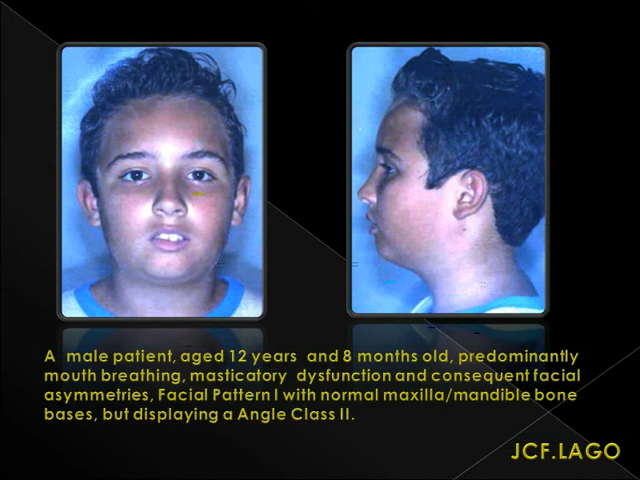 A male patient, aged 12 years and 8 months old, predominantly
mouth breathing, masticatory dysfunction and consequent facial
asymmetries, Facial Pattern I with normal maxilla/mandible bone
bases, but displaying a Angle Class II.
JCF.LAGO